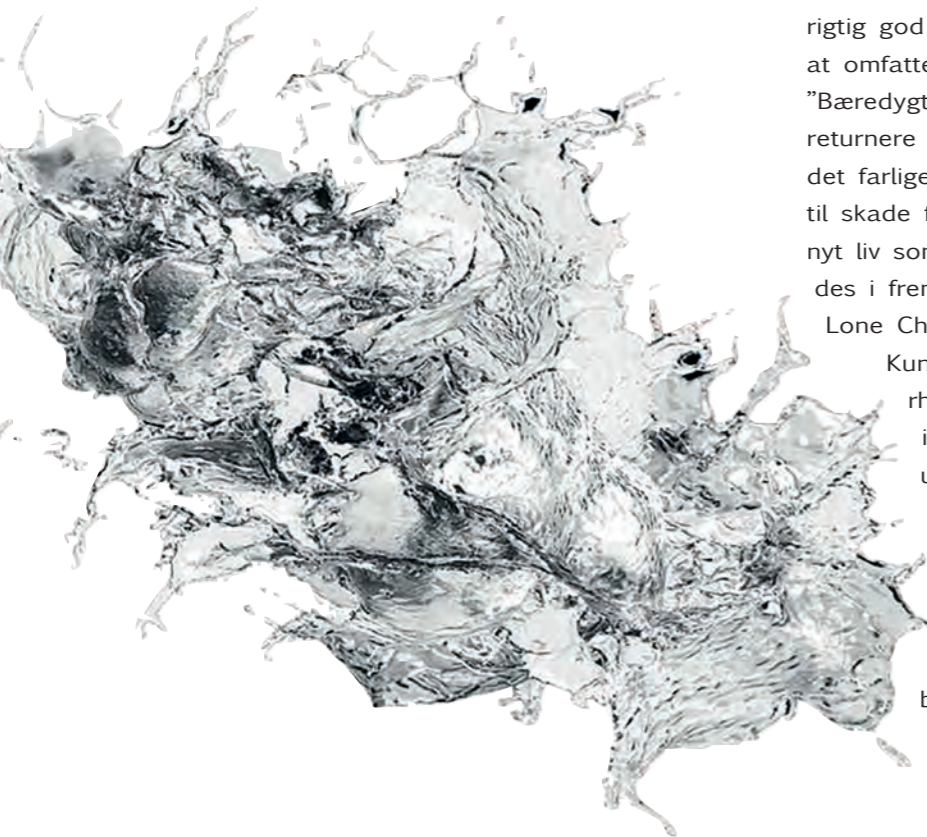 rigtig god
at omfatte
”Bæredygt
returnere
det farlige
til skade f
nyt liv som
des i frem
Lone Ch
Kun
rh
i
u
b